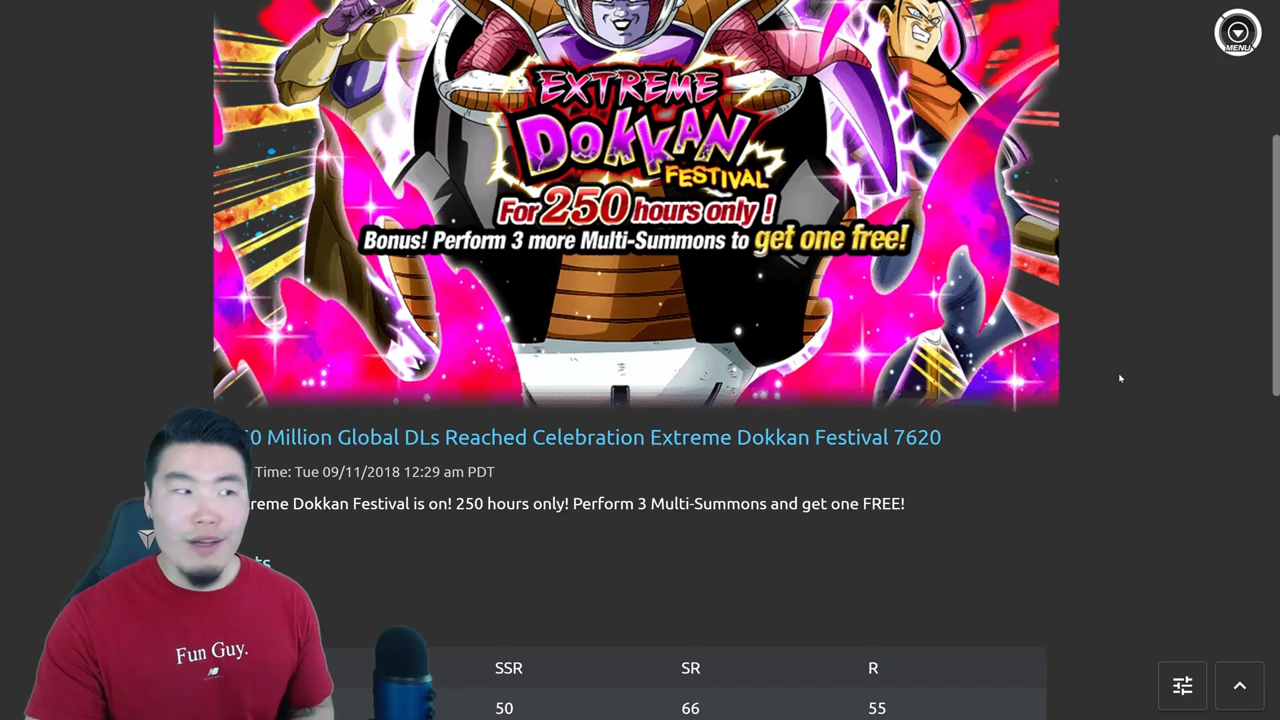 MENU
EXTREME
DOKKAN
FESTIVAL
For 250 hours only !
Bonus! Perform 3 more Multi-Summons to get one free!
0 Million Global DLs Reached Celebration Extreme Dokkan Festival 7620
Time: Tue 09/11/2018 12:29 am PDT
reme Dokkan Festival is on! 250 hours only! Perform 3 Multi-Summons and get one FREE!
ts
Fun Guy.
NB
SSR SR R
50 66 55